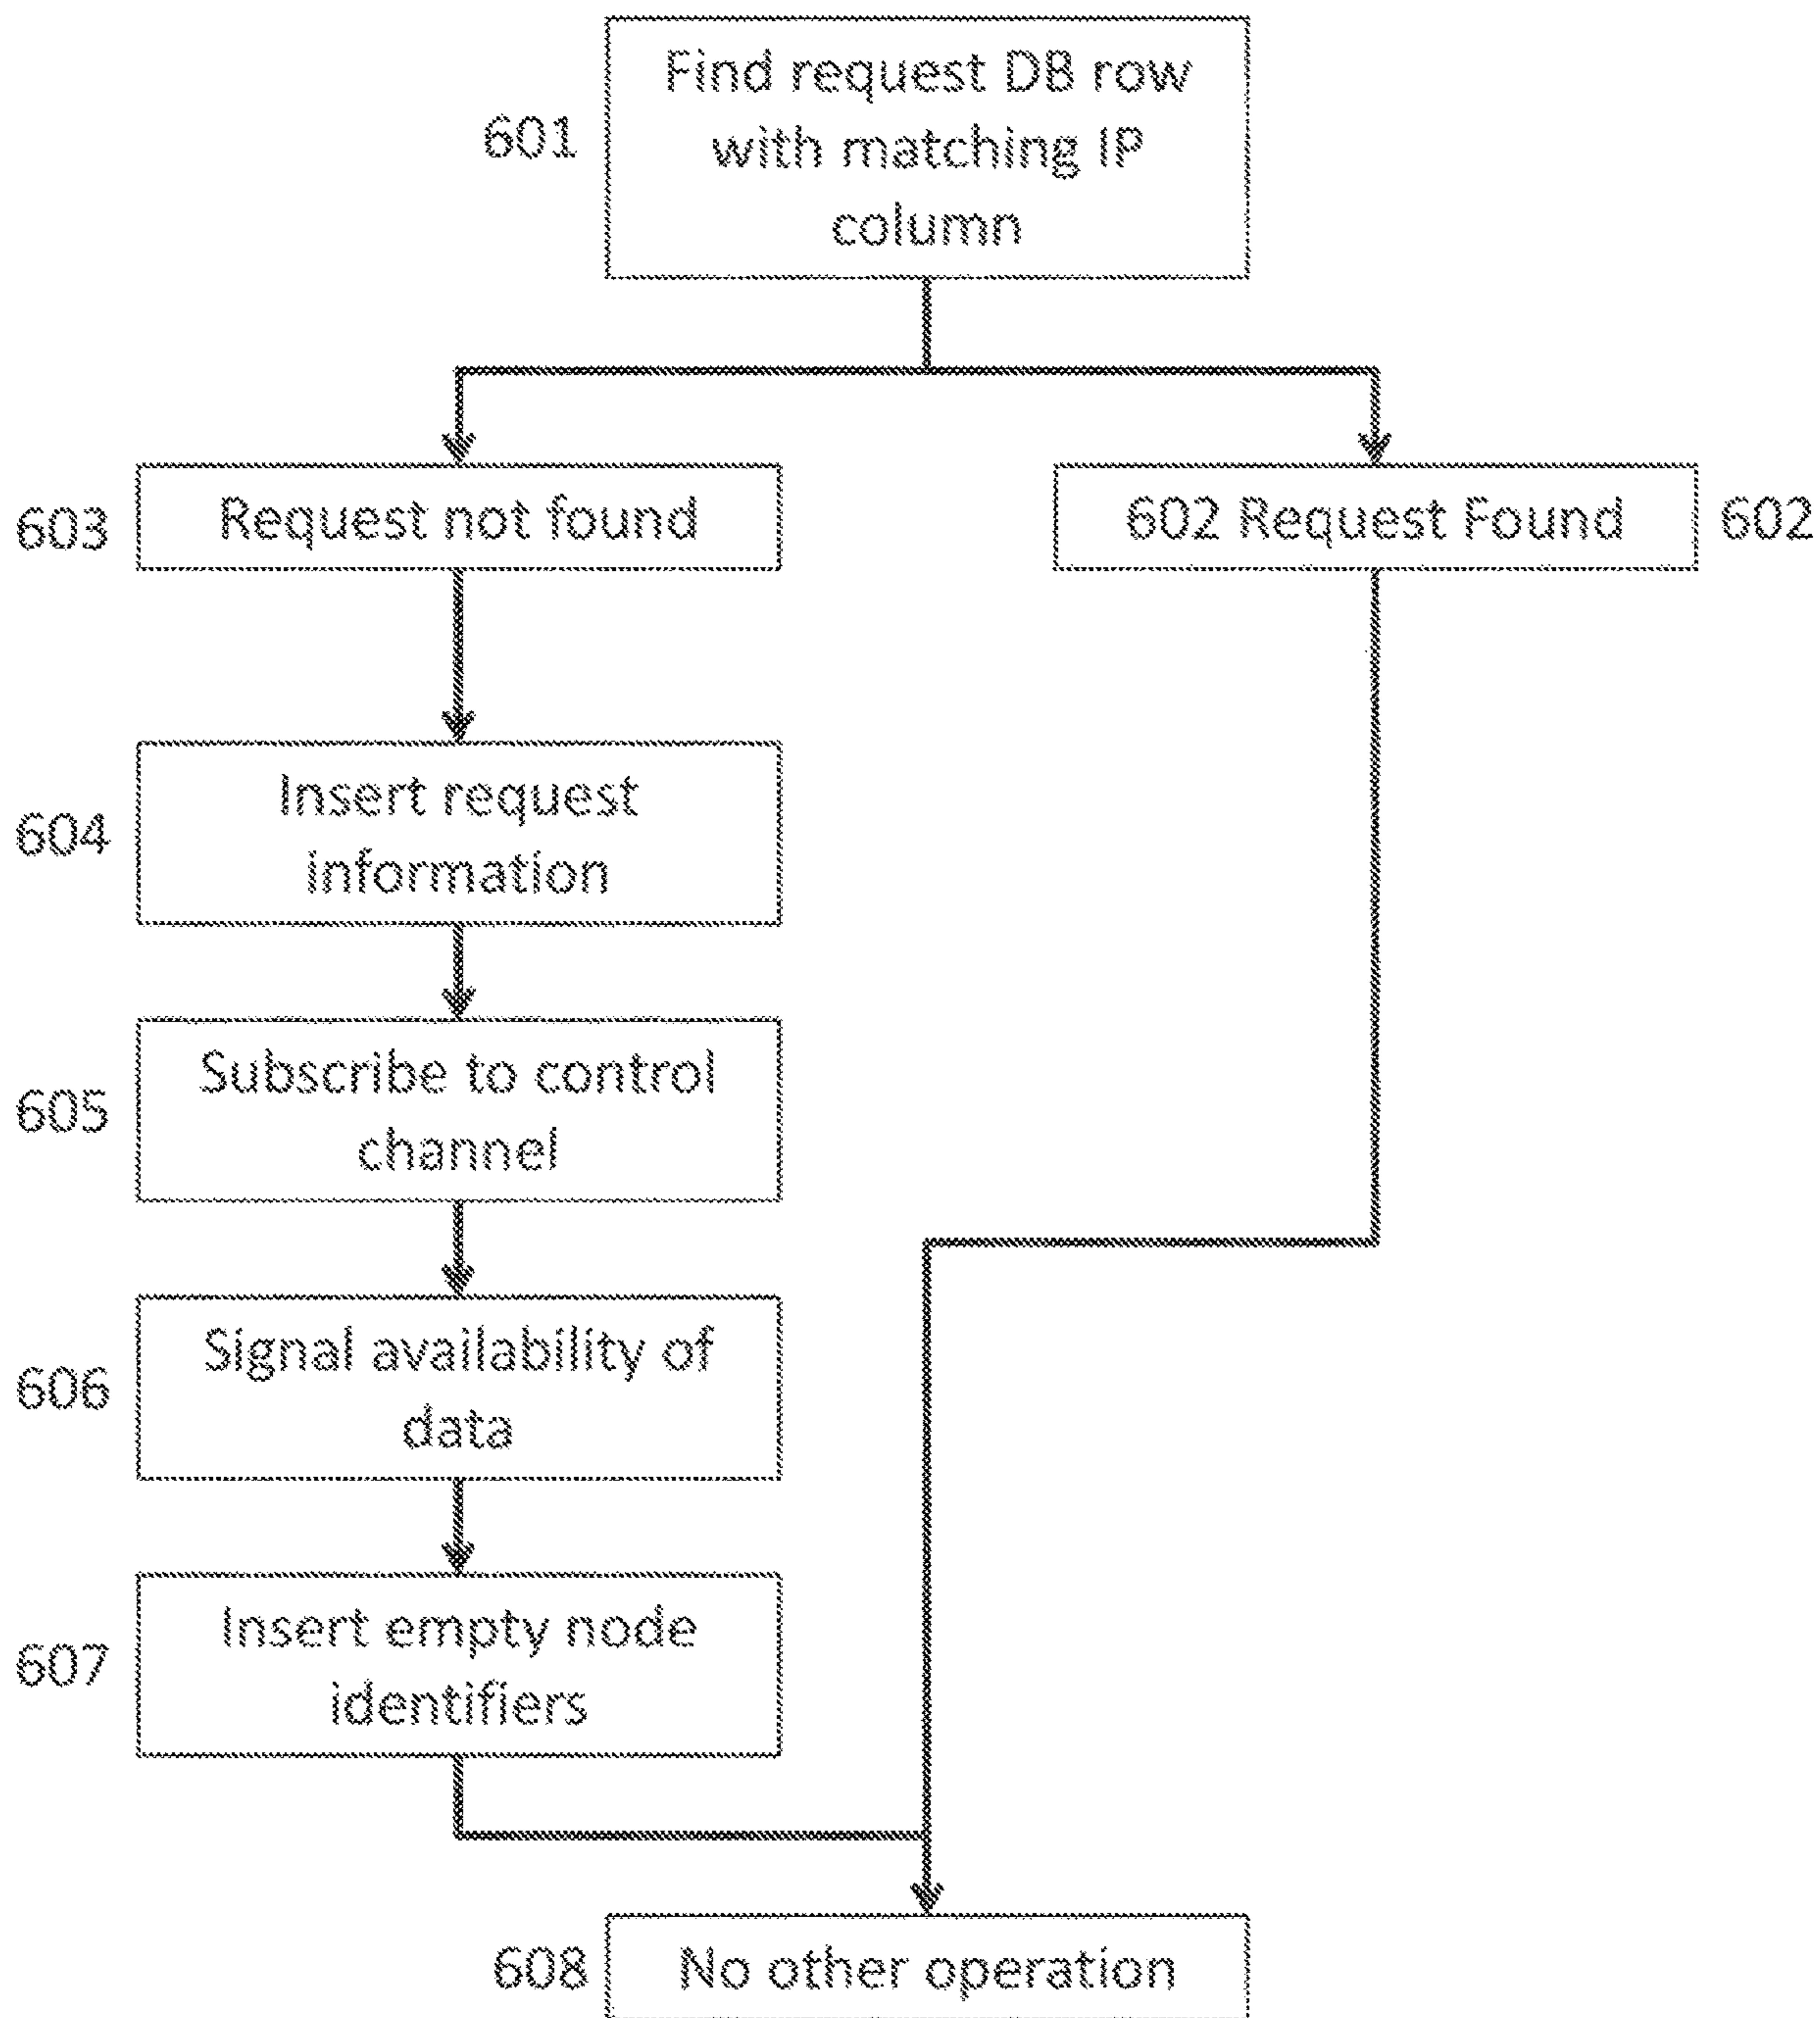 Find request DB row
601
with matching IP
column
603
Request not found
602 Request Found
602
Insert request
604
information
Subscribe to control
605
channel
Signal availability of
606
data
Insert empty node
607
identifiers
608
No other operation